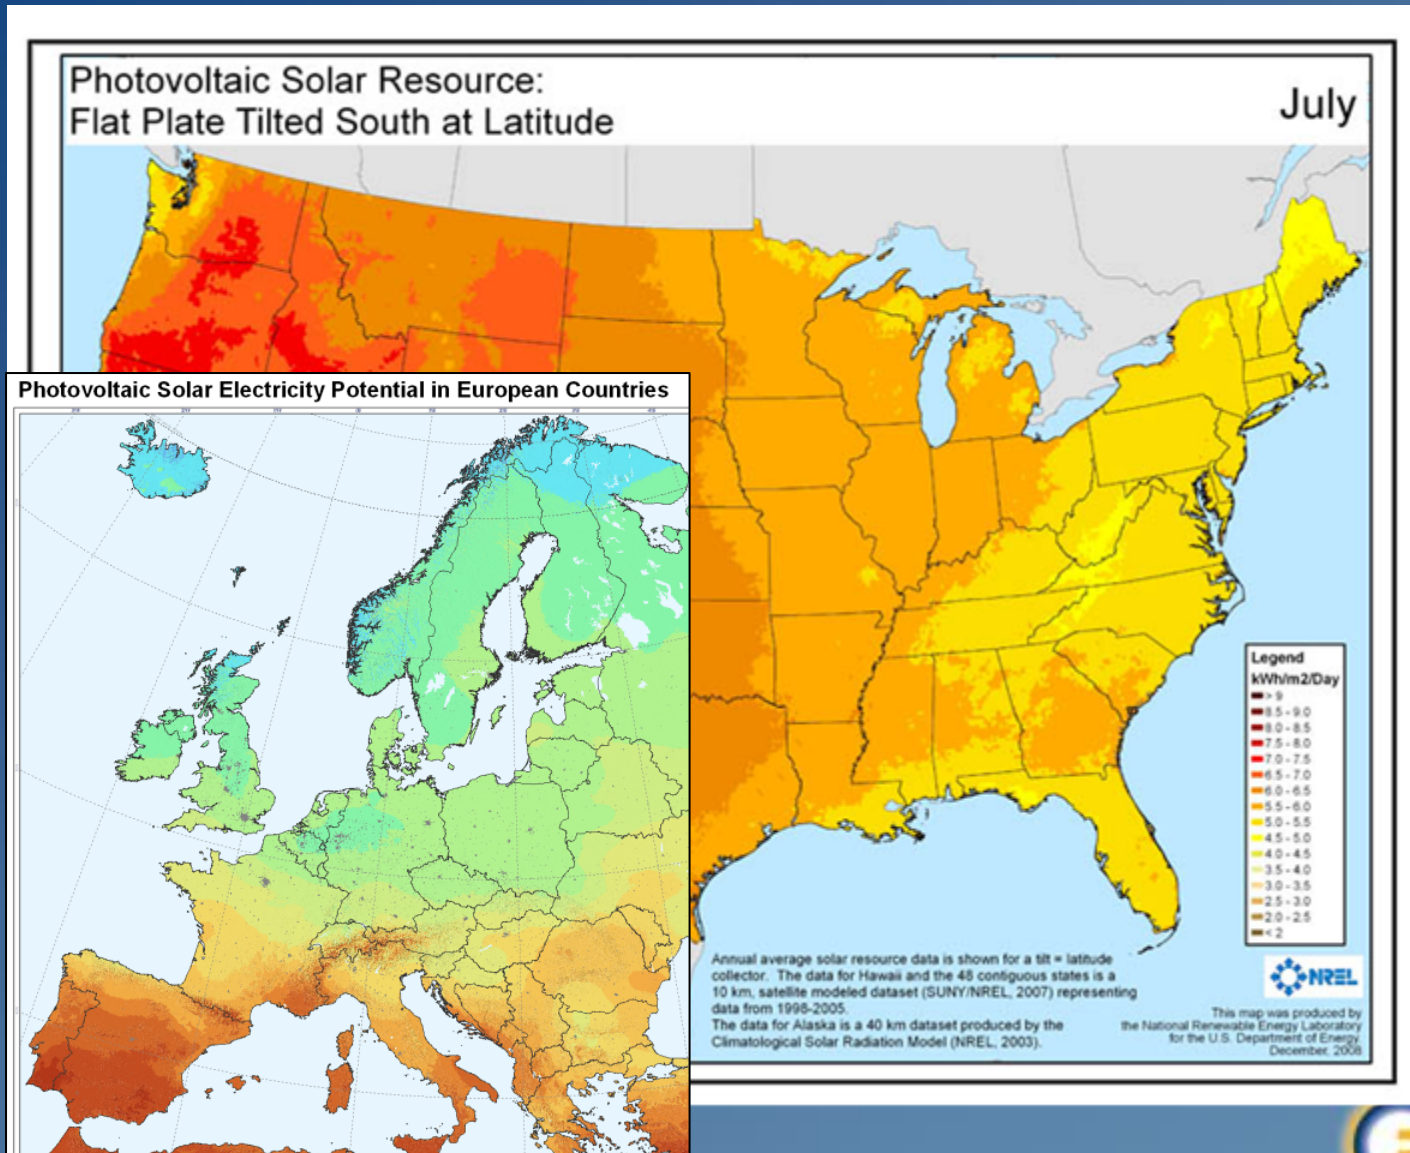 Photovoltaic Solar Resource:
Flat Plate Tilted South at Latitude
July
Photovoltaic Solar Electricity Potential in European Countries
Legend
kWh/m2/Day
> 9
8.5 - 9.0
8.0 - 8.5
7.5 - 8.0
7.0 - 7.5
6.5 - 7.0
6.0 - 6.5
5.5 - 6.0
5.0 - 5.5
4.5 - 5.0
4.0 - 4.5
3.5 - 4.0
3.0 - 3.5
2.5 - 3.0
2.0 - 2.5
< 2
Annual average solar resource data is shown for a tilt = latitude
collector. The data for Hawaii and the 48 contiguous states is a
10 km, satellite modeled dataset (SUNY/NREL, 2007) representing
data from 1998-2005.
The data for Alaska is a 40 km dataset produced by the
Climatological Solar Radiation Model (NREL, 2003).
NREL
This map was produced by
the National Renewable Energy Laboratory
for the U.S. Department of Energy.
December, 2008